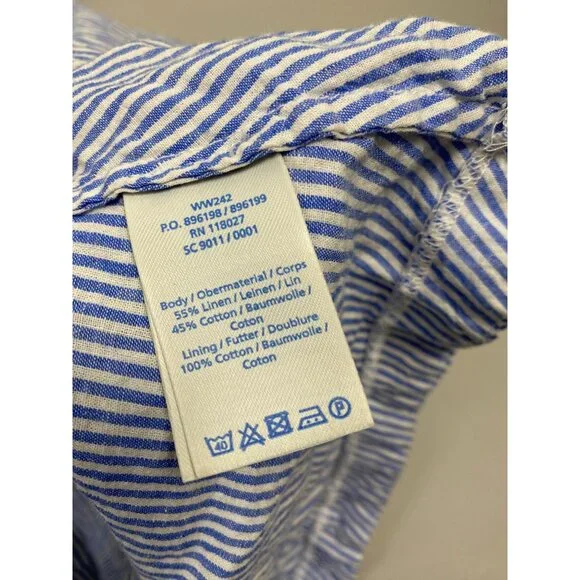 WW242
P.O. 896198 / 896199
RN 118027
SC 9011 / 0001
Body / Obermaterial / Corps
55% Linen / Leinen / Lin
45% Cotton / Baumwolle /
Coton
Lining / Futter / Doublure
100% Cotton / Baumwolle /
Coton
40 P